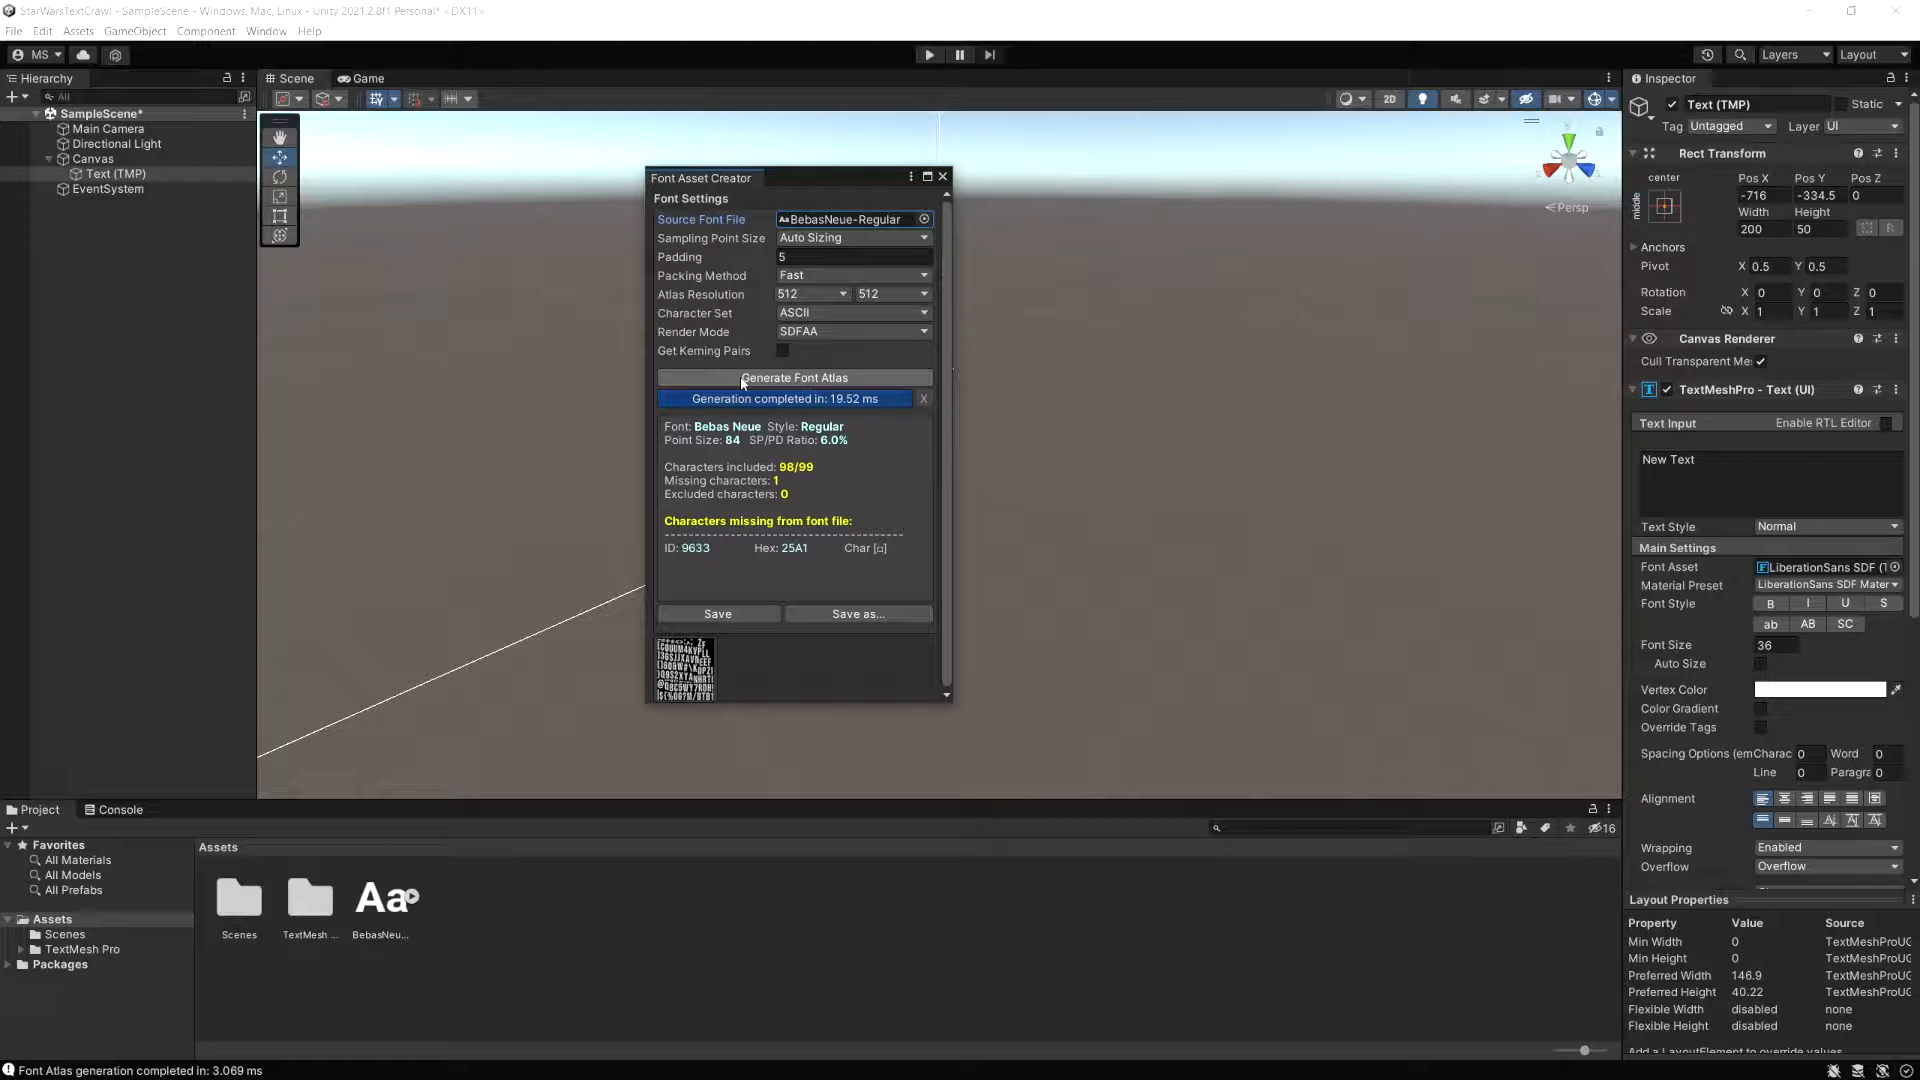 StarWarsTextCrawl - SampleScene - Windows, Mac, Linux - Unity 2021.2.8f1 Personal* <DX11>
File Edit Assets GameObject Component Window Help
MS Layers Layout
Hierarchy
All
SampleScene*
Main Camera
Directional Light
Canvas
Text (TMP)
EventSystem
Scene Game
2D
Persp
Font Asset Creator
Font Settings
Source Font File BebasNeue-Regular
Sampling Point Size Auto Sizing
Padding 5
Packing Method Fast
Atlas Resolution 512 512
Character Set ASCII
Render Mode SDFAA
Get Kerning Pairs
Generate Font Atlas
Generation completed in: 19.52 ms X
Font: Bebas Neue Style: Regular
Point Size: 84 SP/PD Ratio: 6.0%
Characters included: 98/99
Missing characters: 1
Excluded characters: 0
Characters missing from font file:
---------------------------------------------
ID: 9633 Hex: 25A1 Char [□]
Save Save as...
Inspector
Text (TMP) Static
Tag Untagged Layer UI
Rect Transform
center Pos X Pos Y Pos Z
middle -716 -334.5 0
Width Height
200 50 R
Anchors
Pivot X 0.5 Y 0.5
Rotation X 0 Y 0 Z 0
Scale X 1 Y 1 Z 1
Canvas Renderer
Cull Transparent Me
TextMeshPro - Text (UI)
Text Input Enable RTL Editor
New Text
Text Style Normal
Main Settings
Font Asset LiberationSans SDF (T
Material Preset LiberationSans SDF Mater
Font Style B I U S
ab AB SC
Font Size 36
Auto Size
Vertex Color
Color Gradient
Override Tags
Spacing Options (em Charac 0 Word 0
Line 0 Paragra 0
Alignment
Wrapping Enabled
Overflow Overflow
Layout Properties
Property Value Source
Min Width 0 TextMeshProUG
Min Height 0 TextMeshProUG
Preferred Width 146.9 TextMeshProUG
Preferred Height 40.22 TextMeshProUG
Flexible Width disabled none
Flexible Height disabled none
Add a LayoutElement to override values
Project Console
16
Favorites
All Materials
All Models
All Prefabs
Assets
Scenes
TextMesh Pro
Packages
Assets
Aa
Scenes TextMesh ... BebasNeu...
Font Atlas generation completed in: 3.069 ms